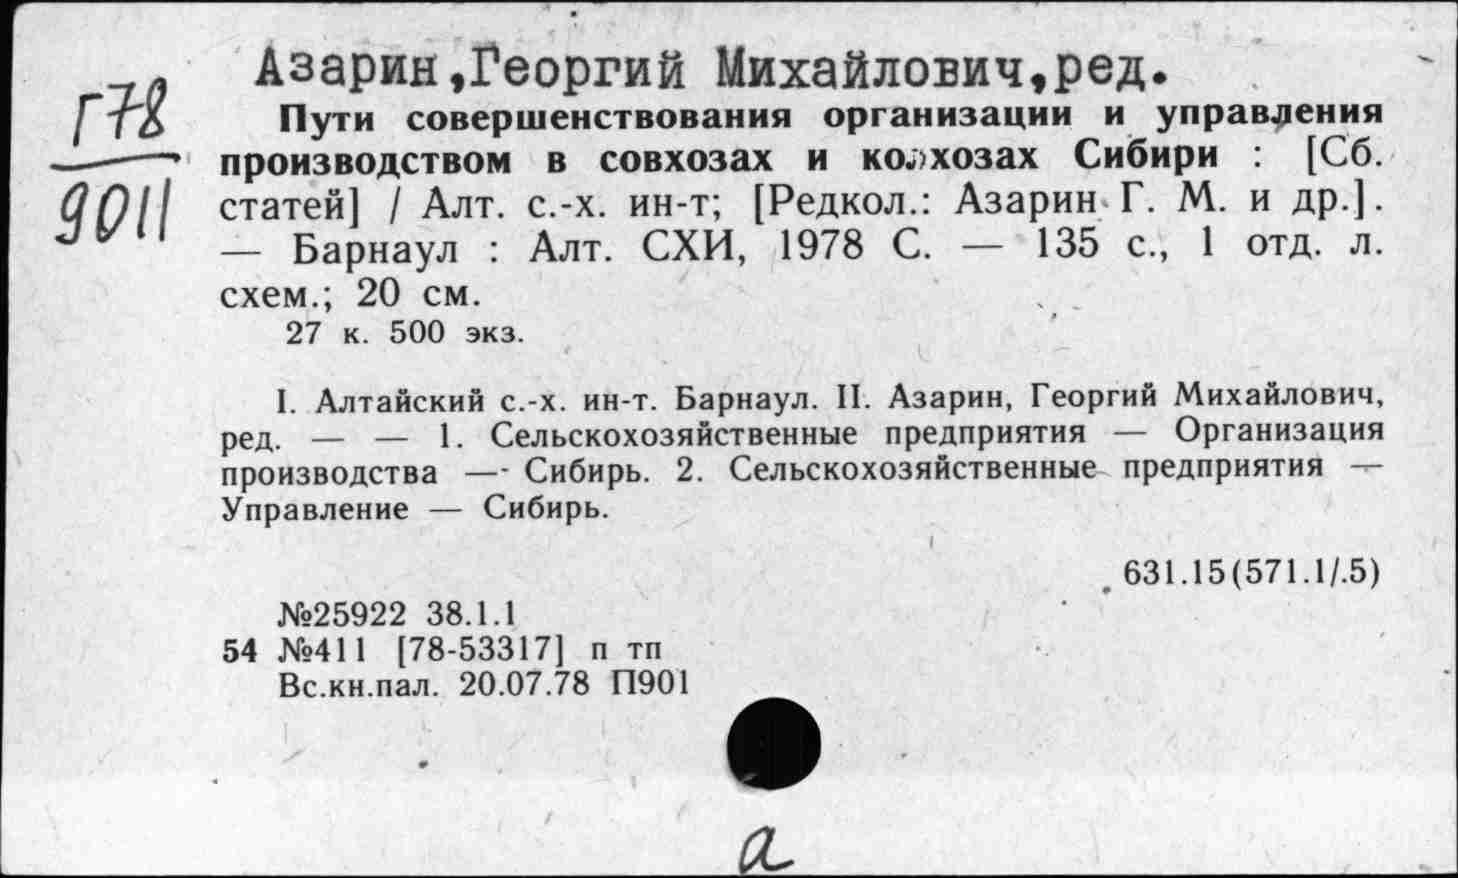 Азарин,Георгий Михайлович,ред.
Г78
9011
Пути совершенствования организации и управления
производством в совхозах и колхозах Сибири : [Сб.
статей] / Алт. с.-х. ин-т; [Редкол.: Азарин Г. М. и др.].
— Барнаул : Алт. СХИ, 1978 С. — 135 с., 1 отд. л.
схем.; 20 см.
27 к. 500 экз.
I. Алтайский с.-х. ин-т. Барнаул. II. Азарин, Георгий Михайлович,
ред. — — 1. Сельскохозяйственные предприятия — Организация
производства — Сибирь. 2. Сельскохозяйственные предприятия —
Управление — Сибирь.
631.15(571.1/.5)
№25922 38.1.1
54 №411 [78-53317] п тп
Вс.кн.пал. 20.07.78 П901
а